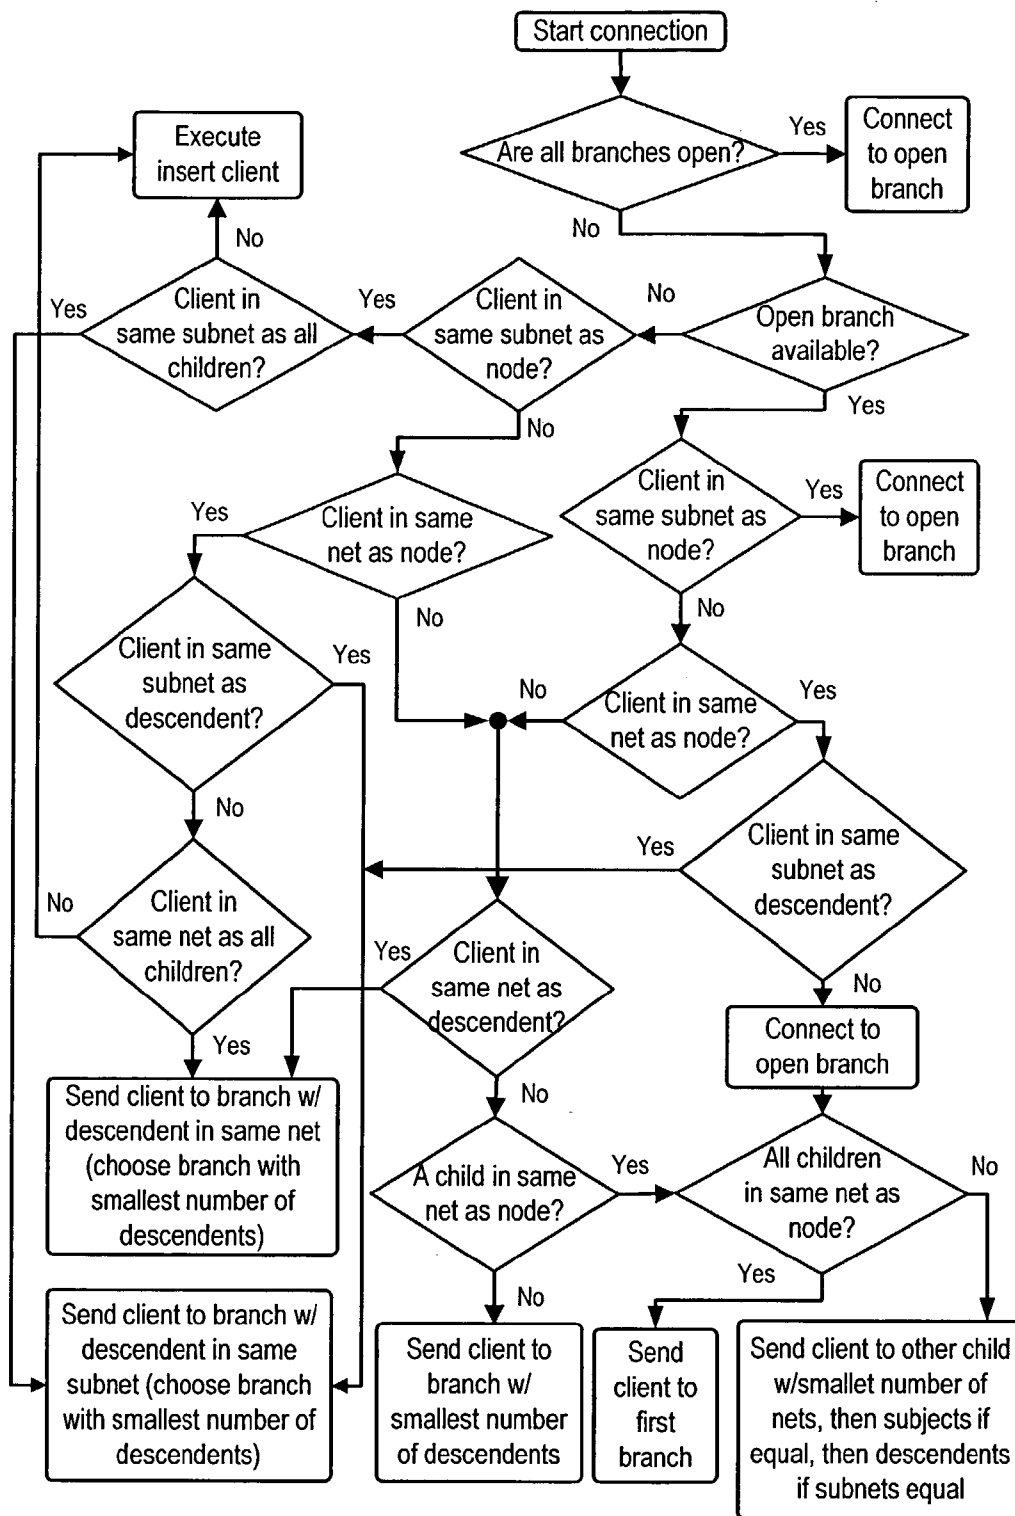 Start connection
Are all branches open?
Yes
Connect
to open
branch
No
Execute
insert client
No
Yes
Client in
same subnet as all
children?
Yes
Client in
same subnet as
node?
No
Open branch
available?
No
Yes
Client in
same subnet as
node?
Yes
Connect
to open
branch
Yes
Client in same
net as node?
No
No
Client in same
subnet as
descendent?
Yes
No
Client in same
net as node?
Yes
No
Yes
Client in same
subnet as
descendent?
No
Client in
same net as all
children?
Yes
Yes
Client in
same net as
descendent?
No
No
Connect to
open branch
Send client to branch w/
descendent in same net
(choose branch with
smallest number of
descendents)
A child in same
net as node?
Yes
All children
in same net as
node?
No
Yes
No
Send client to branch w/
descendent in same
subnet (choose branch
with smallest number of
descendents)
Send client to
branch w/
smallest number
of descendents
Send
client to
first
branch
Send client to other child
w/smallet number of
nets, then subjects if
equal, then descendents
if subnets equal